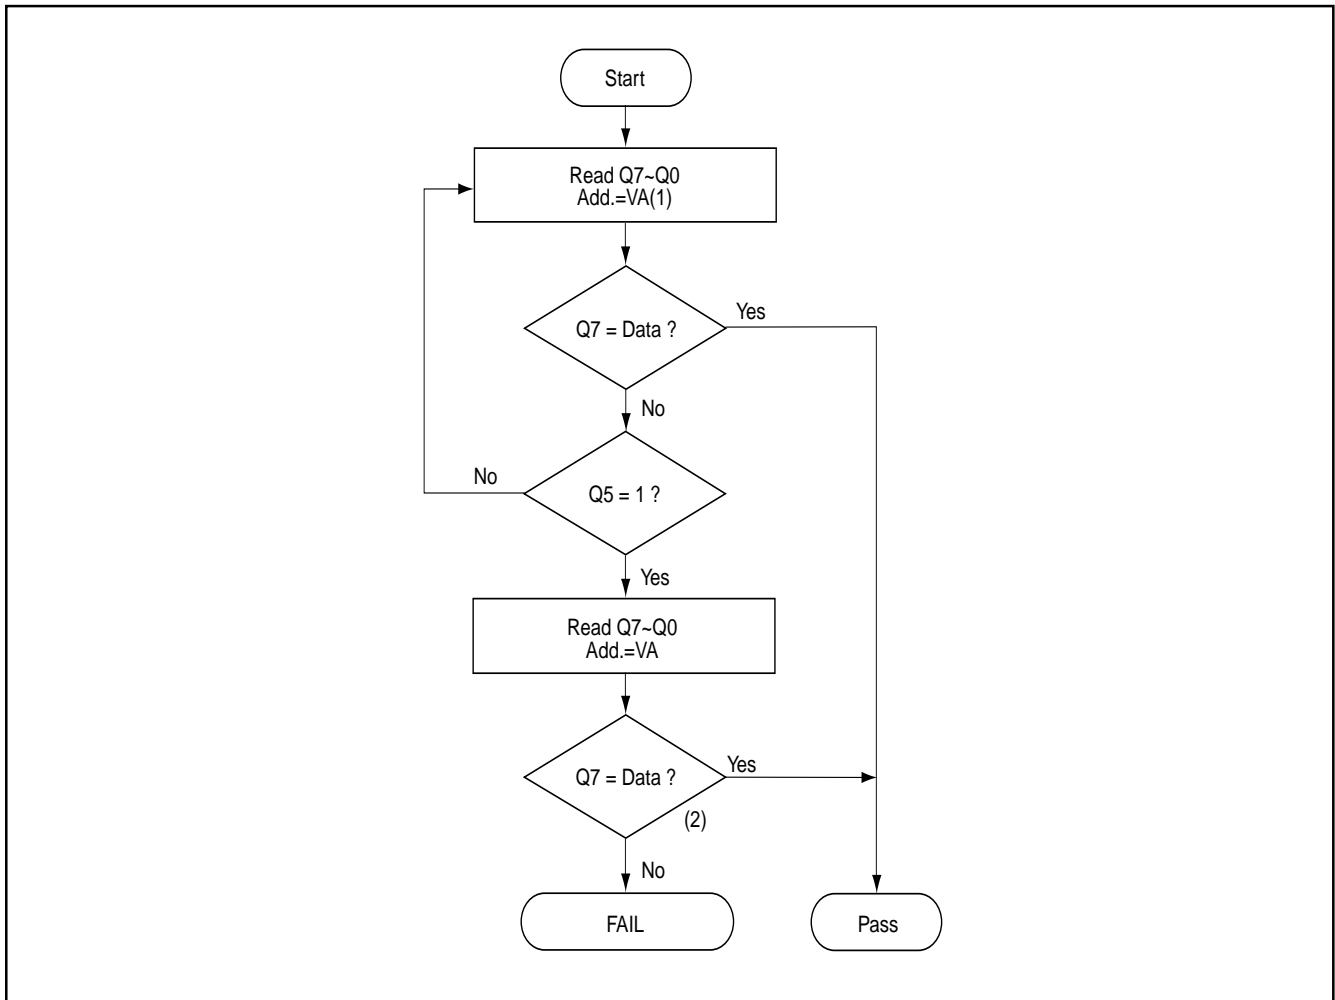 Start
Read Q7~Q0
Add.=VA(1)
Q7 = Data ?
Yes
No
Q5 = 1 ?
No
Yes
Read Q7~Q0
Add.=VA
Q7 = Data ?
Yes
(2)
No
FAIL
Pass